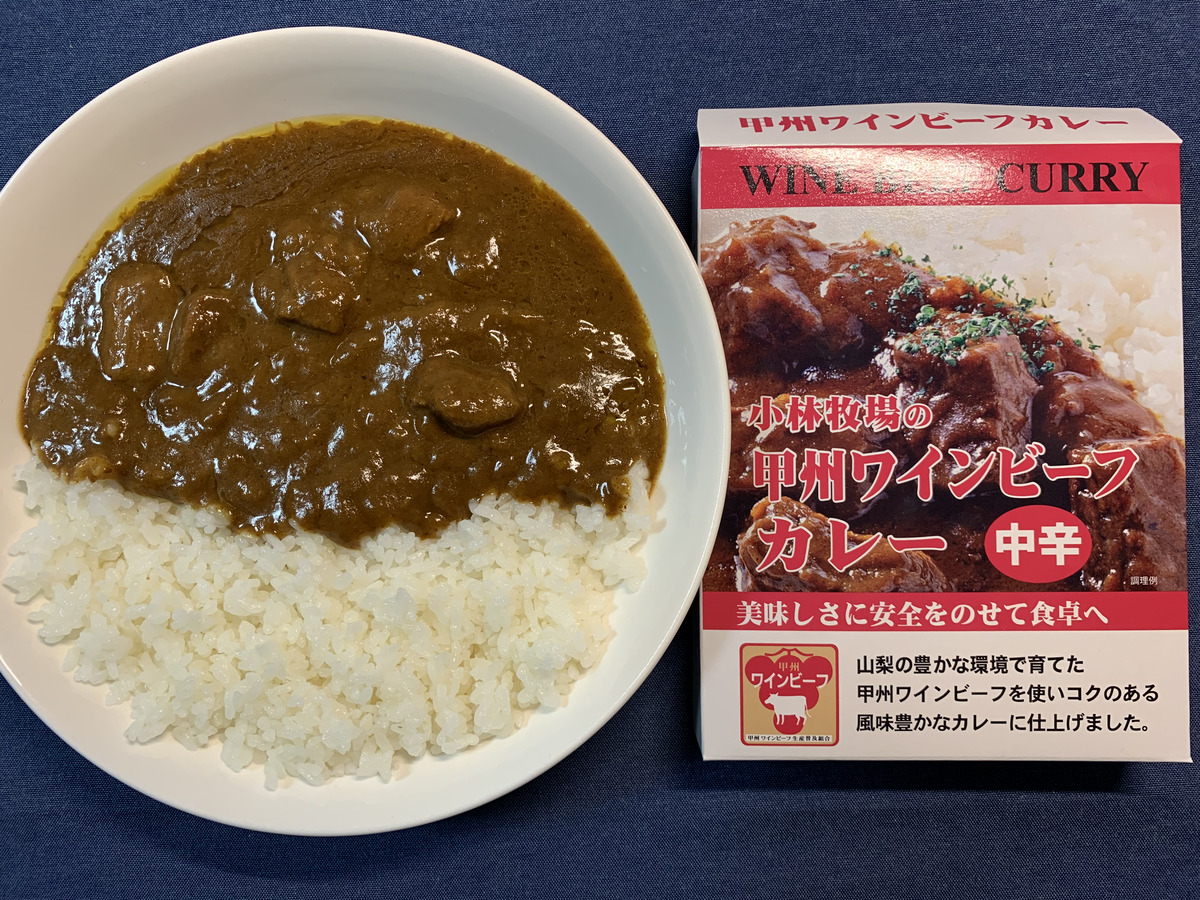 甲州ワインビーフカレー
WINE BEEF CURRY
小林牧場の
甲州ワインビーフ
カレー
中辛
調理例
美味しさに安全をのせて食卓へ
甲州
ワインビーフ
甲州ワインビーフ生産普及組合
山梨の豊かな環境で育てた
甲州ワインビーフを使いコクのある
風味豊かなカレーに仕上げました。